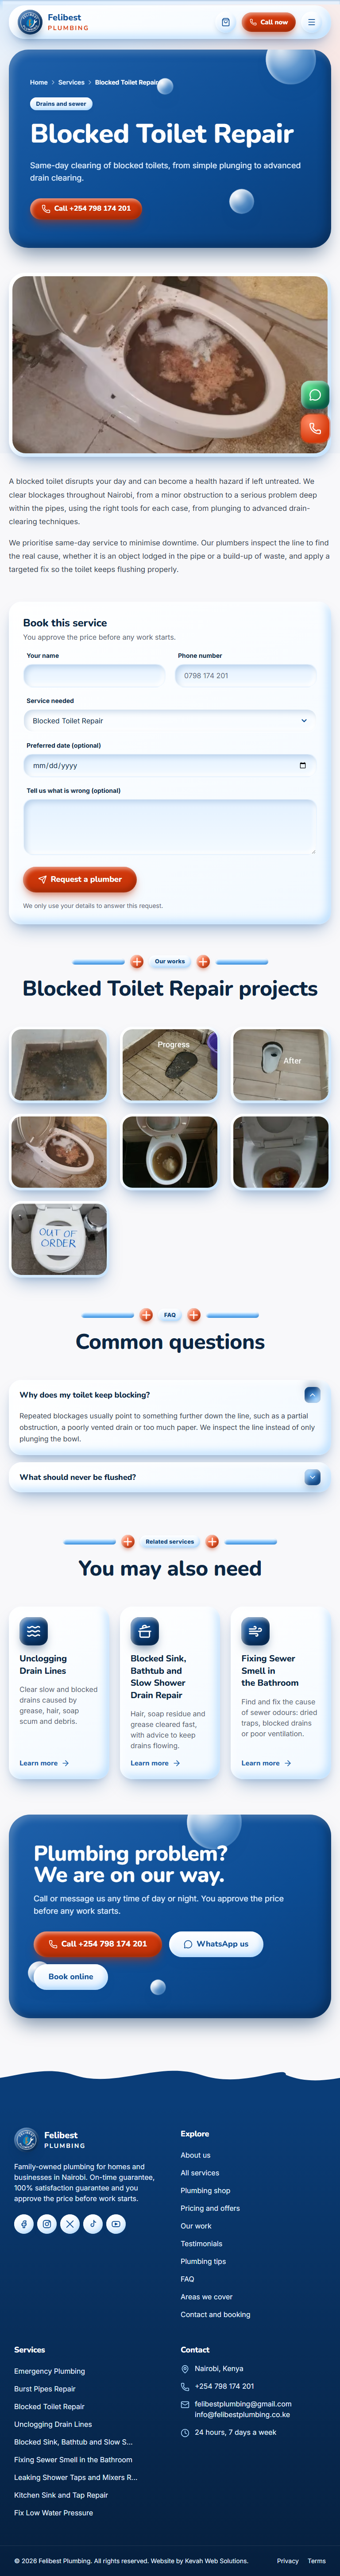 Felibest
PLUMBING
Call now
Home
Services
Blocked Toilet Repair
Drains and sewer
Blocked Toilet Repair
Same-day clearing of blocked toilets, from simple plunging to advanced
drain clearing.
Call +254 798 174 201
A blocked toilet disrupts your day and can become a health hazard if left untreated. We
clear blockages throughout Nairobi, from a minor obstruction to a serious problem deep
within the pipes, using the right tools for each case, from plunging to advanced drain-
clearing techniques.
We prioritise same-day service to minimise downtime. Our plumbers inspect the line to find
the real cause, whether it is an object lodged in the pipe or a build-up of waste, and apply a
targeted fix so the toilet keeps flushing properly.
Book this service
You approve the price before any work starts.
Your name
Phone number
0798 174 201
Service needed
Blocked Toilet Repair
Preferred date (optional)
mm/dd/yyyy
Tell us what is wrong (optional)
Request a plumber
We only use your details to answer this request.
Our works
Blocked Toilet Repair projects
Progress
After
OUT OF
ORDER
FAQ
Common questions
Why does my toilet keep blocking?
Repeated blockages usually point to something further down the line, such as a partial
obstruction, a poorly vented drain or too much paper. We inspect the line instead of only
plunging the bowl.
What should never be flushed?
Related services
You may also need
Unclogging
Drain Lines
Clear slow and blocked
drains caused by
grease, hair, soap
scum and debris.
Learn more
Blocked Sink,
Bathtub and
Slow Shower
Drain Repair
Hair, soap residue and
grease cleared fast,
with advice to keep
drains flowing.
Learn more
Fixing Sewer
Smell in
the Bathroom
Find and fix the cause
of sewer odours: dried
traps, blocked drains
or poor ventilation.
Learn more
Plumbing problem?
We are on our way.
Call or message us any time of day or night. You approve the price
before any work starts.
Call +254 798 174 201
WhatsApp us
Book online
Felibest
PLUMBING
Family-owned plumbing for homes and
businesses in Nairobi. On-time guarantee,
100% satisfaction guarantee and you
approve the price before work starts.
Explore
About us
All services
Plumbing shop
Pricing and offers
Our work
Testimonials
Plumbing tips
FAQ
Areas we cover
Contact and booking
Services
Emergency Plumbing
Burst Pipes Repair
Blocked Toilet Repair
Unclogging Drain Lines
Blocked Sink, Bathtub and Slow S...
Fixing Sewer Smell in the Bathroom
Leaking Shower Taps and Mixers R...
Kitchen Sink and Tap Repair
Fix Low Water Pressure
Contact
Nairobi, Kenya
+254 798 174 201
felibestplumbing@gmail.com
info@felibestplumbing.co.ke
24 hours, 7 days a week
© 2026 Felibest Plumbing. All rights reserved. Website by Kevah Web Solutions.
Privacy
Terms